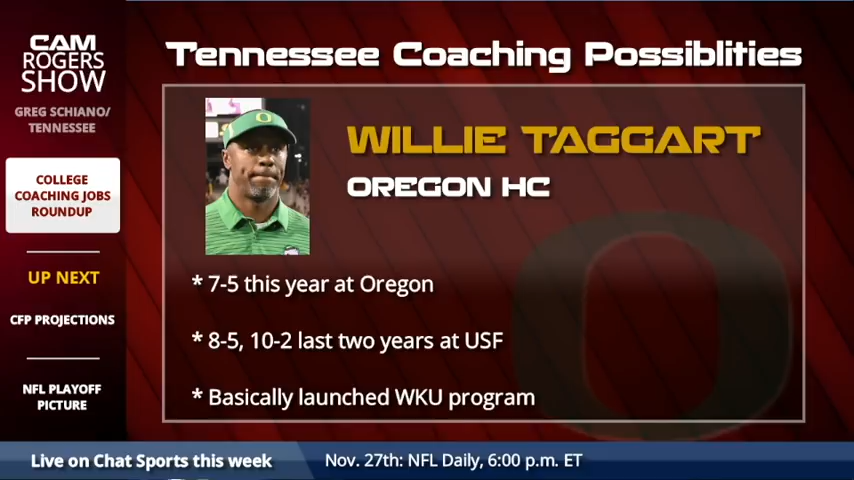 CAM
ROGERS
SHOW
GREG SCHIANO/
TENNESSEE
COLLEGE
COACHING JOBS
ROUNDUP
UP NEXT
CFP PROJECTIONS
NFL PLAYOFF
PICTURE
Tennessee Coaching Possiblities
WILLIE TAGGART
OREGON HC
* 7-5 this year at Oregon
* 8-5, 10-2 last two years at USF
* Basically launched WKU program
Live on Chat Sports this week
Nov. 27th: NFL Daily, 6:00 p.m. ET